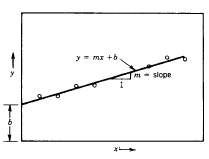 y = mx + b
m = slope
1
y
b
x